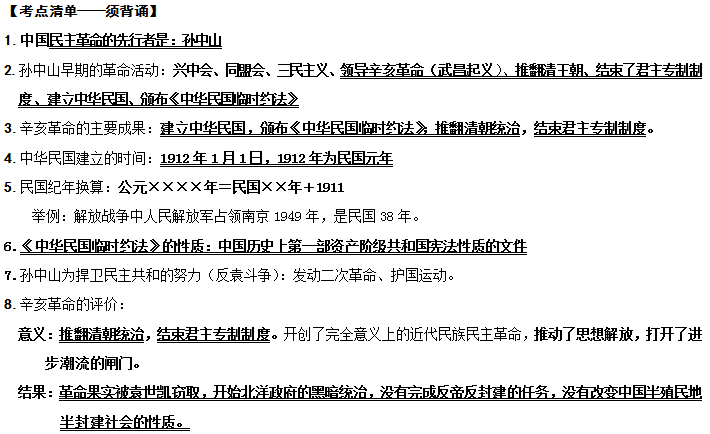 【考点清单——须背诵】
1. 中国民主革命的先行者是：孙中山
2. 孙中山早期的革命活动：兴中会、同盟会、三民主义、领导辛亥革命（武昌起义）、推翻清王朝、结束了君主专制制
度、建立中华民国、颁布《中华民国临时约法》
3. 辛亥革命的主要成果：建立中华民国，颁布《中华民国临时约法》；推翻清朝统治，结束君主专制制度。
4. 中华民国建立的时间：1912 年 1 月 1 日，1912 年为民国元年
5. 民国纪年换算：公元××××年＝民国××年＋1911
举例：解放战争中人民解放军占领南京 1949 年，是民国 38 年。
6.《中华民国临时约法》的性质：中国历史上第一部资产阶级共和国宪法性质的文件
7. 孙中山为捍卫民主共和的努力（反袁斗争）：发动二次革命、护国运动。
8. 辛亥革命的评价：
意义：推翻清朝统治，结束君主专制制度。开创了完全意义上的近代民族民主革命，推动了思想解放，打开了进
步潮流的闸门。
结果：革命果实被袁世凯窃取，开始北洋政府的黑暗统治，没有完成反帝反封建的任务，没有改变中国半殖民地
半封建社会的性质。